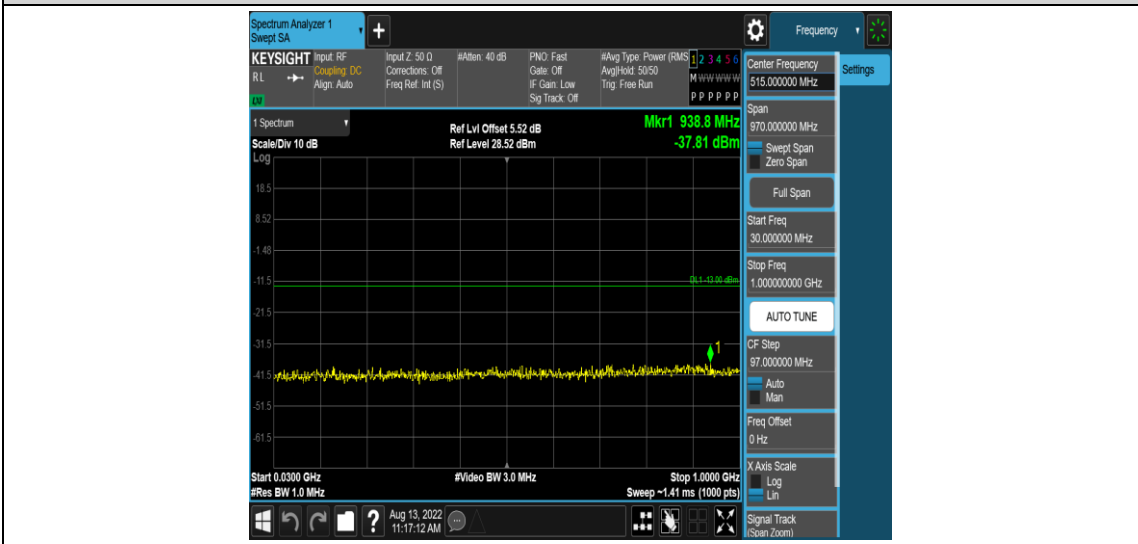 Spectrum Analyzer 1
Swept SA
+
Frequency
KEYSIGHT
RL
LXI
Input: RF
Coupling: DC
Align: Auto
Input Z: 50 Ω
Corrections: Off
Freq Ref: Int (S)
#Atten: 40 dB
PNO: Fast
Gate: Off
IF Gain: Low
Sig Track: Off
#Avg Type: Power (RMS
Avg|Hold: 50/50
Trig: Free Run
1 2 3 4 5 6
M W W W W W
P P P P P P
1 Spectrum
Scale/Div 10 dB
Log
Ref Lvl Offset 5.52 dB
Ref Level 28.52 dBm
Mkr1 938.8 MHz
-37.81 dBm
18.5
8.52
-1.48
-11.5
DL1 -13.00 dBm
-21.5
-31.5
1
-41.5
-51.5
-61.5
Start 0.0300 GHz
#Res BW 1.0 MHz
#Video BW 3.0 MHz
Stop 1.0000 GHz
Sweep ~1.41 ms (1000 pts)
Center Frequency
515.000000 MHz
Settings
Span
970.000000 MHz
Swept Span
Zero Span
Full Span
Start Freq
30.000000 MHz
Stop Freq
1.000000000 GHz
AUTO TUNE
CF Step
97.000000 MHz
Auto
Man
Freq Offset
0 Hz
X Axis Scale
Log
Lin
Signal Track
(Span Zoom)
?
Aug 13, 2022
11:17:12 AM